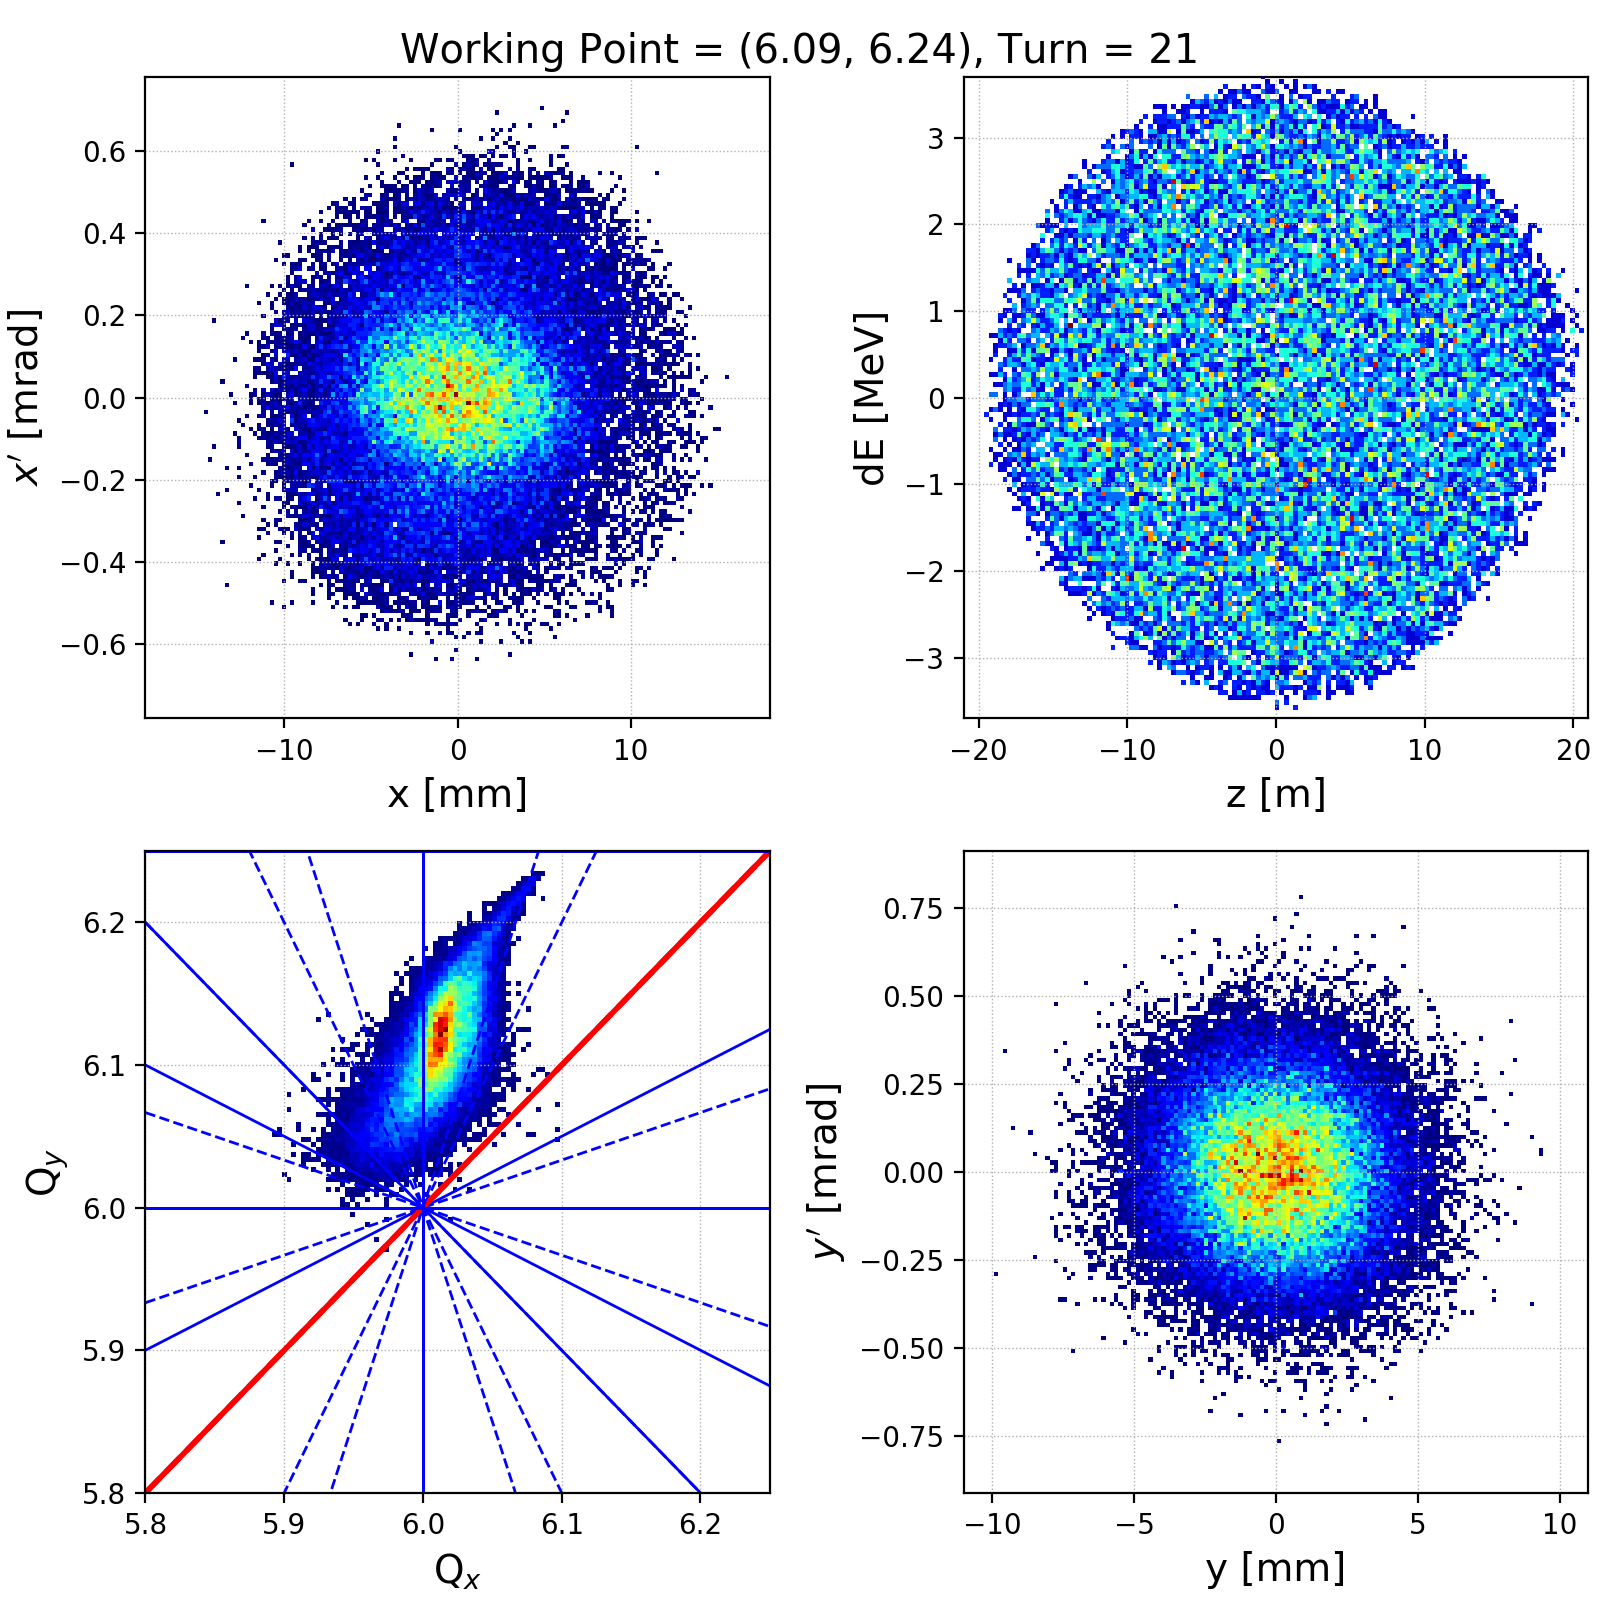 Working Point = (6.09, 6.24), Turn = 21
x′ [mrad]
0.6
0.4
0.2
0.0
−0.2
−0.4
−0.6
−10 0 10
x [mm]
dE [MeV]
3
2
1
0
−1
−2
−3
−20 −10 0 10 20
z [m]
Qy
6.2
6.1
6.0
5.9
5.8
5.8 5.9 6.0 6.1 6.2
Qx
y′ [mrad]
0.75
0.50
0.25
0.00
−0.25
−0.50
−0.75
−10 −5 0 5 10
y [mm]